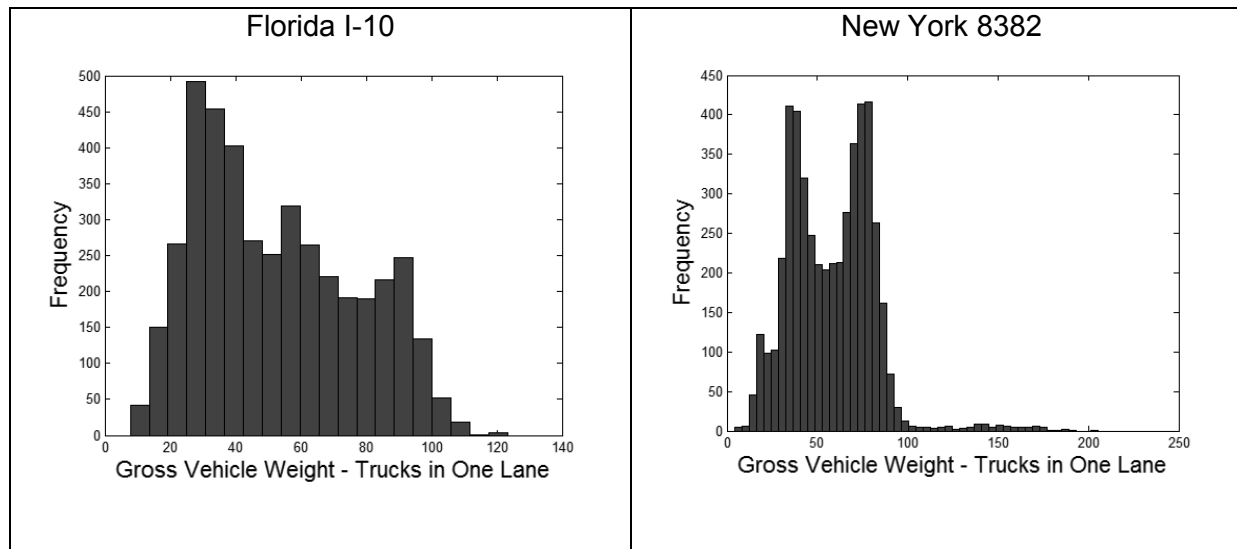 Florida I-10
500
450
400
350
300
250
200
150
100
50
0
Frequency
0 20 40 60 80 100 120 140
Gross Vehicle Weight - Trucks in One Lane
New York 8382
450
400
350
300
250
200
150
100
50
0
Frequency
0 50 100 150 200 250
Gross Vehicle Weight - Trucks in One Lane